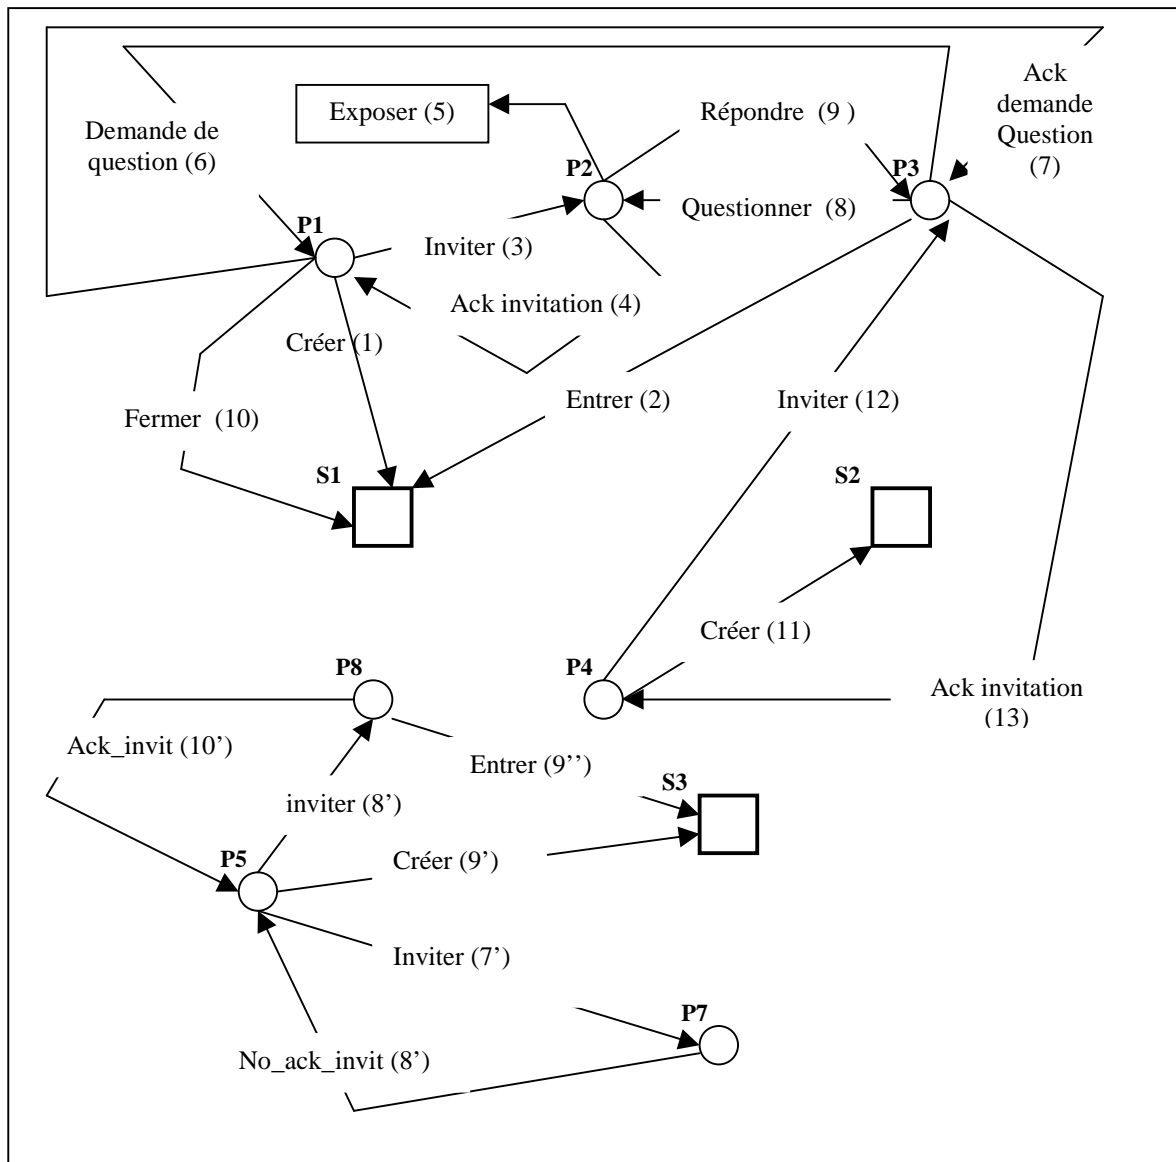 Ack
demande
Question
(7)
Exposer (5)
Répondre (9 )
Demande de
question (6)
P2
P3
Questionner  (8)
P1
Inviter (3)
Ack invitation (4)
Créer (1)
Fermer  (10)
Entrer (2)
Inviter (12)
S1
S2
Créer (11)
P8
P4
Ack invitation
(13)
Ack_invit (10’)
Entrer (9’’)
S3
inviter (8’)
Créer (9’)
P5
Inviter (7’)
P7
No_ack_invit (8’)